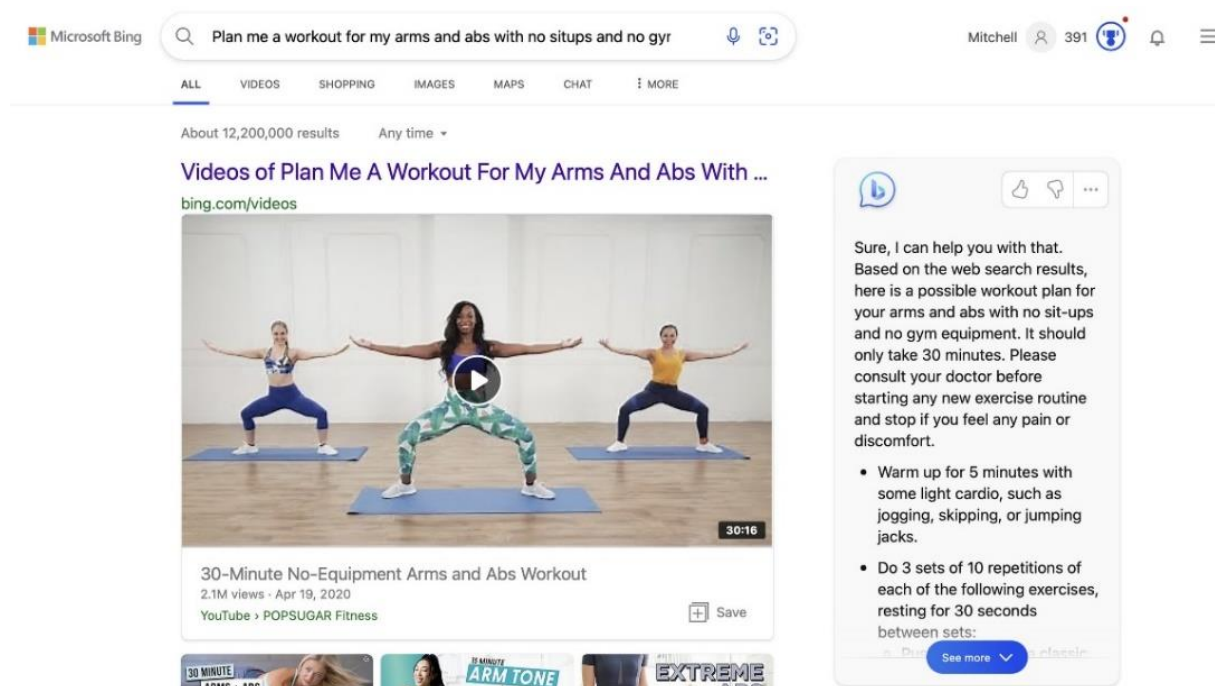 Microsoft Bing
Plan me a workout for my arms and abs with no situps and no gyr
Mitchell
391
ALL
VIDEOS
SHOPPING
IMAGES
MAPS
CHAT
MORE
About 12,200,000 results
Any time
Videos of Plan Me A Workout For My Arms And Abs With ...
bing.com/videos
30:16
30-Minute No-Equipment Arms and Abs Workout
2.1M views · Apr 19, 2020
YouTube › POPSUGAR Fitness
Save
30 MINUTE
15 MINUTE
ARM TONE
EXTREME
Sure, I can help you with that.
Based on the web search results,
here is a possible workout plan for
your arms and abs with no sit-ups
and no gym equipment. It should
only take 30 minutes. Please
consult your doctor before
starting any new exercise routine
and stop if you feel any pain or
discomfort.
• Warm up for 5 minutes with
some light cardio, such as
jogging, skipping, or jumping
jacks.
• Do 3 sets of 10 repetitions of
each of the following exercises,
resting for 30 seconds
between sets:
classic
See more